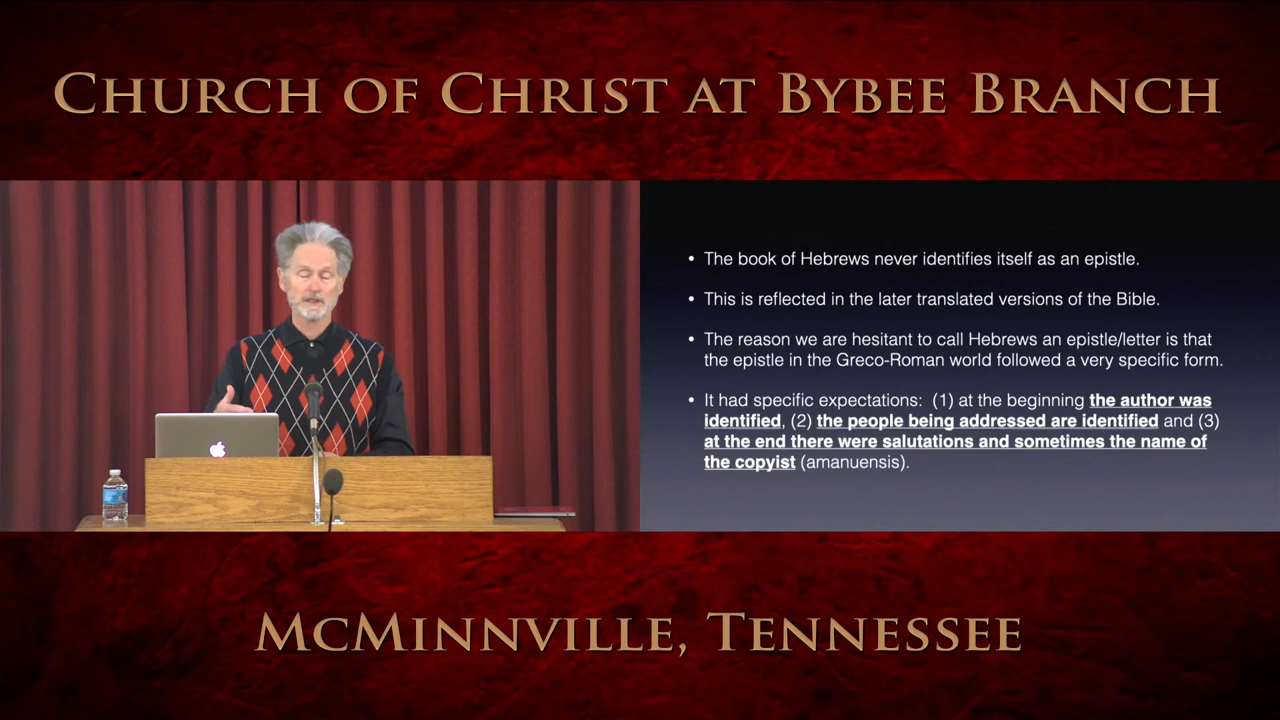 CHURCH OF CHRIST AT BYBEE BRANCH
• The book of Hebrews never identifies itself as an epistle.
• This is reflected in the later translated versions of the Bible.
• The reason we are hesitant to call Hebrews an epistle/letter is that
the epistle in the Greco-Roman world followed a very specific form.
• It had specific expectations: (1) at the beginning the author was
identified, (2) the people being addressed are identified and (3)
at the end there were salutations and sometimes the name of
the copyist (amanuensis).
MCMINNVILLE, TENNESSEE